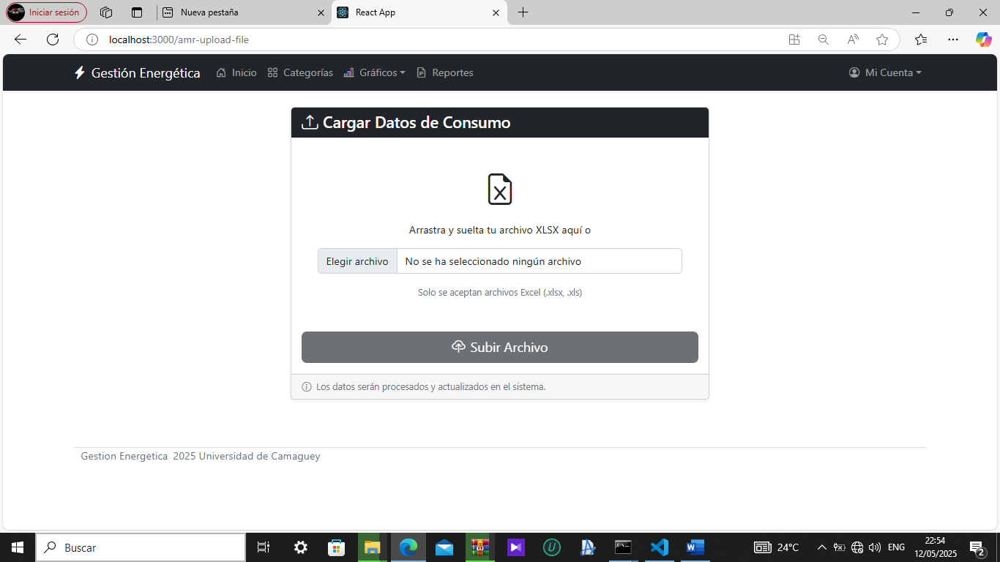 Iniciar sesión
Nueva pestaña
React App
localhost:3000/amr-upload-file
Gestión Energética
Inicio
Categorías
Gráficos
Reportes
Mi Cuenta
Cargar Datos de Consumo
X
Arrastra y suelta tu archivo XLSX aquí o
Elegir archivo
No se ha seleccionado ningún archivo
Solo se aceptan archivos Excel (.xlsx, .xls)
Subir Archivo
Los datos serán procesados y actualizados en el sistema.
Gestion Energetica 2025 Universidad de Camaguey
Buscar
24°C
ENG
22:54
12/05/2025
2